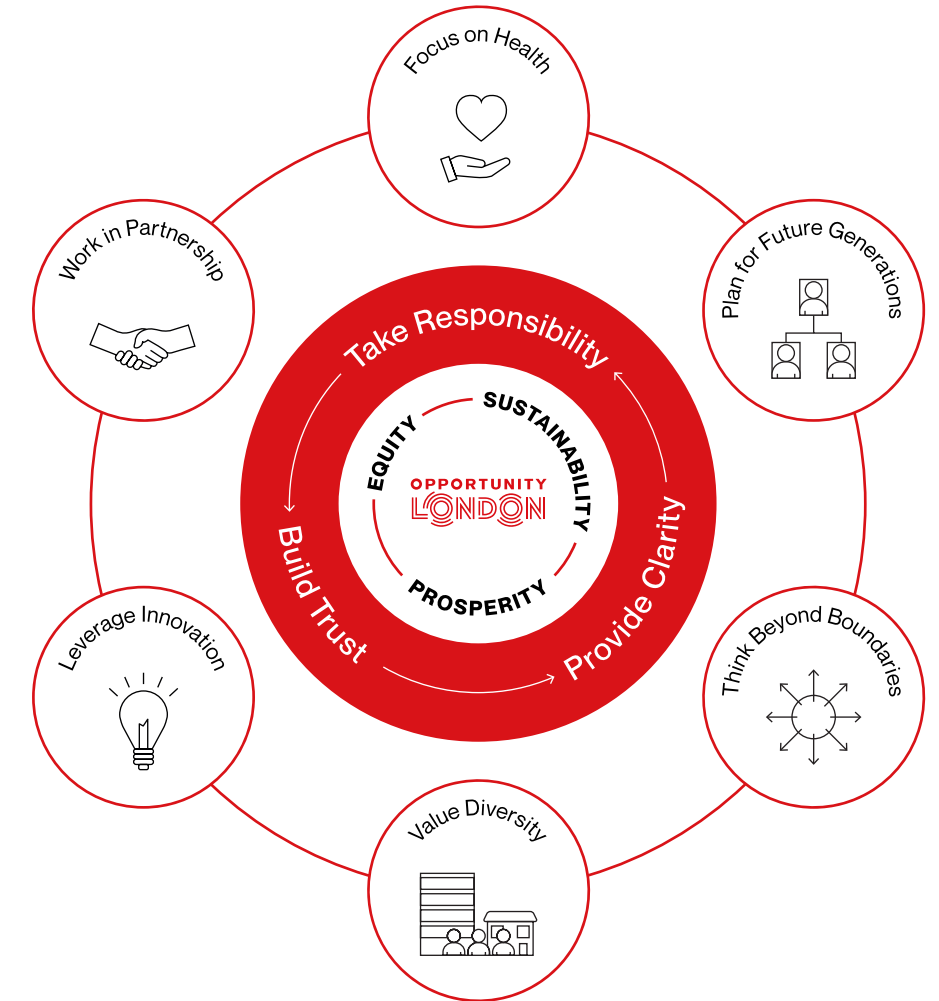 Focus on Health
Plan for Future Generations
Think Beyond Boundaries
Value Diversity
Leverage Innovation
Work in Partnership
Take Responsibility
Build Trust
Provide Clarity
EQUITY
SUSTAINABILITY
PROSPERITY
OPPORTUNITY
LONDON